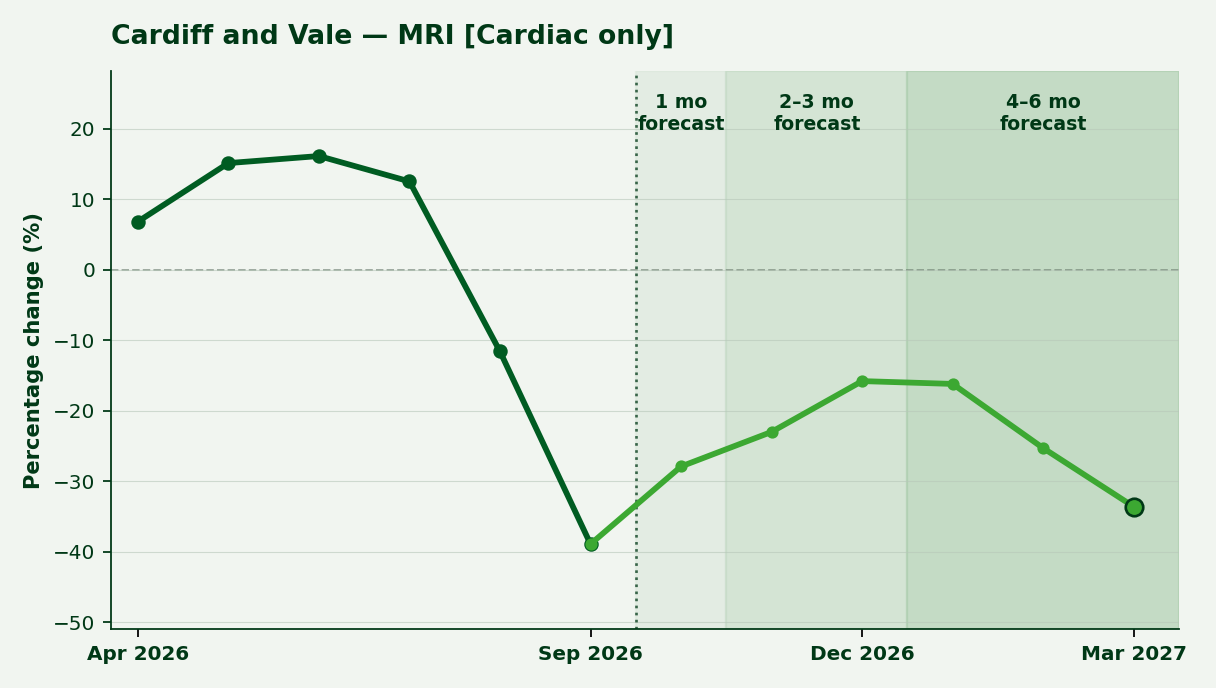 Cardiff and Vale — MRI [Cardiac only]
1 mo
forecast
2–3 mo
forecast
4–6 mo
forecast
Percentage change (%)
20
10
0
−10
−20
−30
−40
−50
Apr 2026
Sep 2026
Dec 2026
Mar 2027